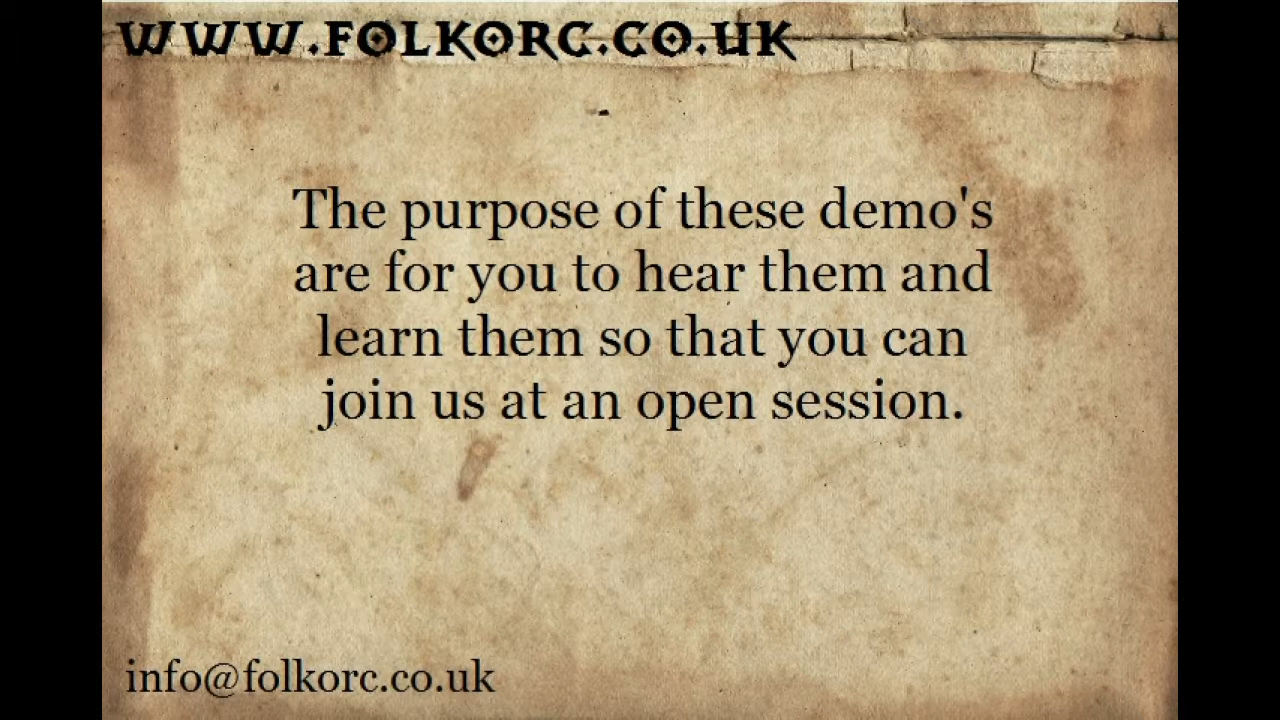 WWW.FOLKORC.CO.UK
The purpose of these demo's
are for you to hear them and
learn them so that you can
join us at an open session.
info@folkorc.co.uk